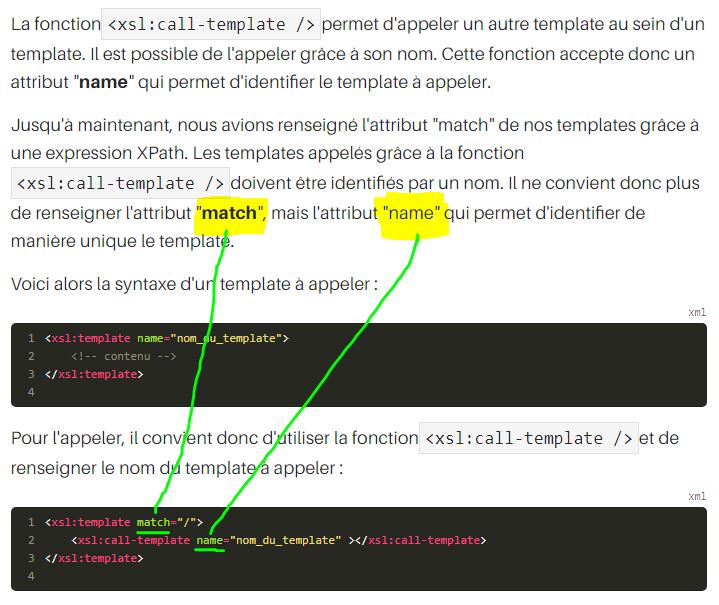 La fonction <xsl:call-template /> permet d'appeler un autre template au sein d'un
template. Il est possible de l'appeler grâce à son nom. Cette fonction accepte donc un
attribut "name" qui permet d'identifier le template à appeler.
Jusqu'à maintenant, nous avions renseigné l'attribut "match" de nos templates grâce à
une expression XPath. Les templates appelés grâce à la fonction
<xsl:call-template /> doivent être identifiés par un nom. Il ne convient donc plus
de renseigner l'attribut "match", mais l'attribut "name" qui permet d'identifier de
manière unique le template.
Voici alors la syntaxe d'un template à appeler :
xml
1 <xsl:template name="nom_du_template">
2     <!-- contenu -->
3 </xsl:template>
4
Pour l'appeler, il convient donc d'utiliser la fonction <xsl:call-template /> et de
renseigner le nom du template à appeler :
xml
1 <xsl:template match="/">
2     <xsl:call-template name="nom_du_template" ></xsl:call-template>
3 </xsl:template>
4